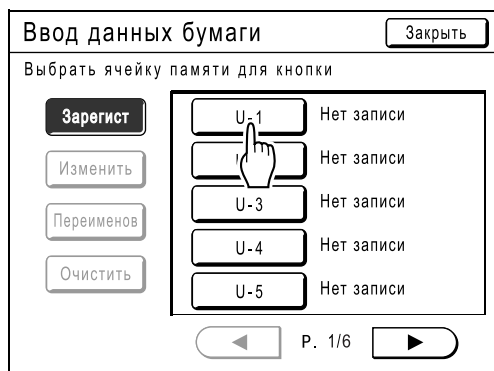 Ввод данных бумаги Закрыть
Выбрать ячейку памяти для кнопки
Зарегист U-1 Нет записи
Изменить Нет записи
Переименов U-3 Нет записи
U-4 Нет записи
Очистить U-5 Нет записи
P. 1/6